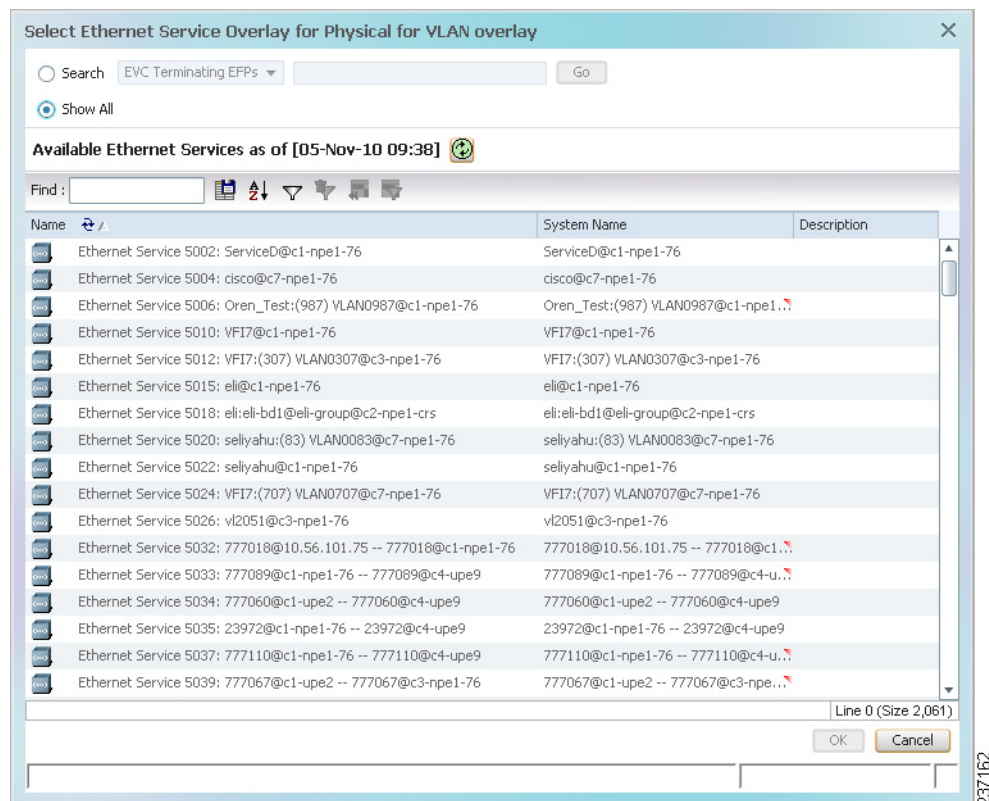 Select Ethernet Service Overlay for Physical for VLAN overlay
Search EVC Terminating EFPs Go
Show All
Available Ethernet Services as of [05-Nov-10 09:38]
Find :
Name System Name Description
Ethernet Service 5002: ServiceD@c1-npe1-76 ServiceD@c1-npe1-76
Ethernet Service 5004: cisco@c7-npe1-76 cisco@c7-npe1-76
Ethernet Service 5006: Oren_Test:(987) VLAN0987@c1-npe1-76 Oren_Test:(987) VLAN0987@c1-npe1...
Ethernet Service 5010: VFI7@c1-npe1-76 VFI7@c1-npe1-76
Ethernet Service 5012: VFI7:(307) VLAN0307@c3-npe1-76 VFI7:(307) VLAN0307@c3-npe1-76
Ethernet Service 5015: eli@c1-npe1-76 eli@c1-npe1-76
Ethernet Service 5018: eli:eli-bd1@eli-group@c2-npe1-crs eli:eli-bd1@eli-group@c2-npe1-crs
Ethernet Service 5020: seliyahu:(83) VLAN0083@c7-npe1-76 seliyahu:(83) VLAN0083@c7-npe1-76
Ethernet Service 5022: seliyahu@c1-npe1-76 seliyahu@c1-npe1-76
Ethernet Service 5024: VFI7:(707) VLAN0707@c7-npe1-76 VFI7:(707) VLAN0707@c7-npe1-76
Ethernet Service 5026: vl2051@c3-npe1-76 vl2051@c3-npe1-76
Ethernet Service 5032: 777018@10.56.101.75 -- 777018@c1-npe1-76 777018@10.56.101.75 -- 777018@c1...
Ethernet Service 5033: 777089@c1-npe1-76 -- 777089@c4-upe9 777089@c1-npe1-76 -- 777089@c4-u...
Ethernet Service 5034: 777060@c1-upe2 -- 777060@c4-upe9 777060@c1-upe2 -- 777060@c4-upe9
Ethernet Service 5035: 23972@c1-npe1-76 -- 23972@c4-upe9 23972@c1-npe1-76 -- 23972@c4-upe9
Ethernet Service 5037: 777110@c1-npe1-76 -- 777110@c4-upe9 777110@c1-npe1-76 -- 777110@c4-u...
Ethernet Service 5039: 777067@c1-upe2 -- 777067@c3-npe1-76 777067@c1-upe2 -- 777067@c3-npe...
Line 0 (Size 2,061)
OK Cancel
237162